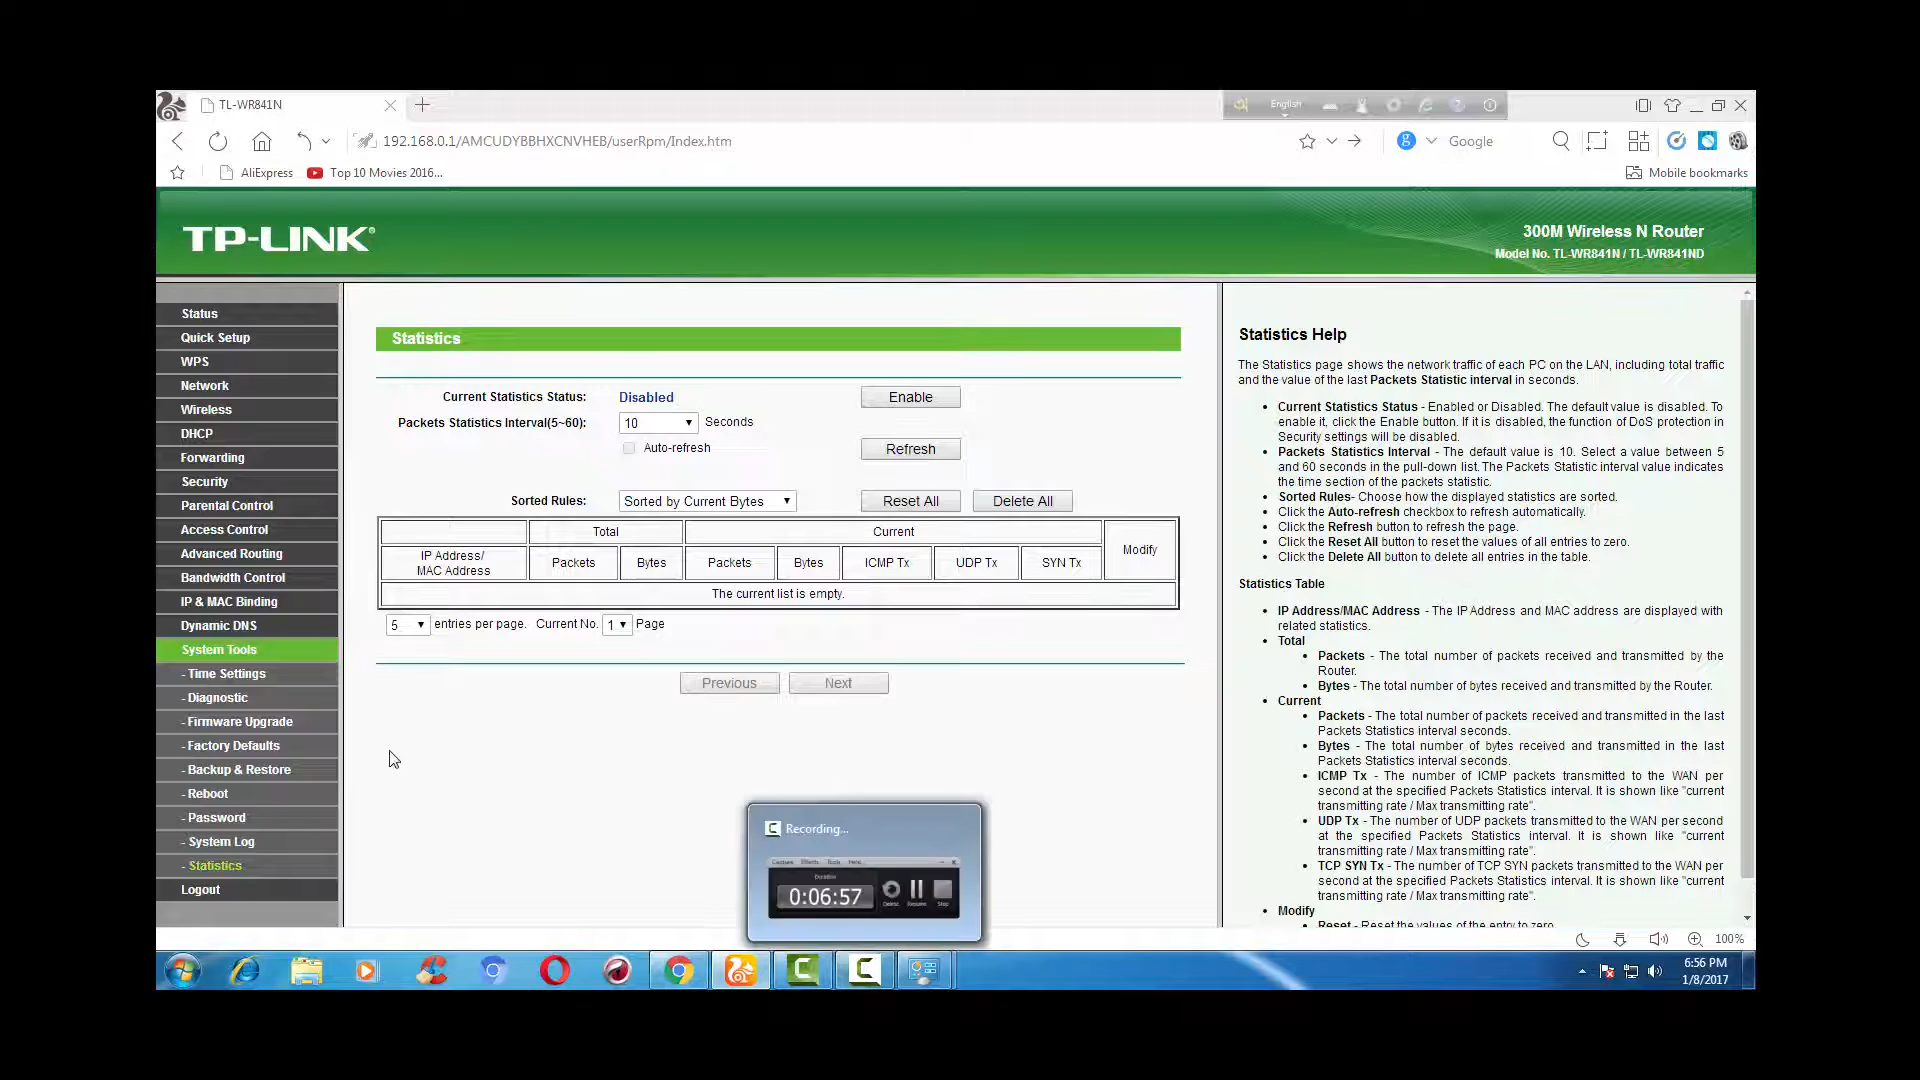 TL-WR841N
English
192.168.0.1/AMCUDYBBHXCNVHEB/userRpm/Index.htm
Google
AliExpress
Top 10 Movies 2016...
Mobile bookmarks
TP-LINK®
300M Wireless N Router
Model No. TL-WR841N / TL-WR841ND
Status
Quick Setup
WPS
Network
Wireless
DHCP
Forwarding
Security
Parental Control
Access Control
Advanced Routing
Bandwidth Control
IP & MAC Binding
Dynamic DNS
System Tools
- Time Settings
- Diagnostic
- Firmware Upgrade
- Factory Defaults
- Backup & Restore
- Reboot
- Password
- System Log
- Statistics
Logout
Statistics
Current Statistics Status: Disabled Enable
Packets Statistics Interval(5~60): 10 Seconds
Auto-refresh Refresh
Sorted Rules: Sorted by Current Bytes Reset All Delete All
Total Current
Modify
IP Address/
MAC Address
Packets Bytes Packets Bytes ICMP Tx UDP Tx SYN Tx
The current list is empty.
5 entries per page. Current No. 1 Page
Previous Next
Statistics Help
The Statistics page shows the network traffic of each PC on the LAN, including total traffic
and the value of the last Packets Statistic interval in seconds.
• Current Statistics Status - Enabled or Disabled. The default value is disabled. To
enable it, click the Enable button. If it is disabled, the function of DoS protection in
Security settings will be disabled.
• Packets Statistics Interval - The default value is 10. Select a value between 5
and 60 seconds in the pull-down list. The Packets Statistic interval value indicates
the time section of the packets statistic.
• Sorted Rules- Choose how the displayed statistics are sorted.
• Click the Auto-refresh checkbox to refresh automatically.
• Click the Refresh button to refresh the page.
• Click the Reset All button to reset the values of all entries to zero.
• Click the Delete All button to delete all entries in the table.
Statistics Table
• IP Address/MAC Address - The IP Address and MAC address are displayed with
related statistics.
• Total
• Packets - The total number of packets received and transmitted by the
Router.
• Bytes - The total number of bytes received and transmitted by the Router.
• Current
• Packets - The total number of packets received and transmitted in the last
Packets Statistics interval seconds.
• Bytes - The total number of bytes received and transmitted in the last
Packets Statistics interval seconds.
• ICMP Tx - The number of ICMP packets transmitted to the WAN per
second at the specified Packets Statistics interval. It is shown like "current
transmitting rate / Max transmitting rate".
• UDP Tx - The number of UDP packets transmitted to the WAN per second
at the specified Packets Statistics interval. It is shown like "current
transmitting rate / Max transmitting rate".
• TCP SYN Tx - The number of TCP SYN packets transmitted to the WAN per
second at the specified Packets Statistics interval. It is shown like "current
transmitting rate / Max transmitting rate".
• Modify
• Reset - Reset the values of the entry to zero
Recording...
Capture Effects Tools Help
Duration
0:06:57
Delete Resume Stop
100%
6:56 PM
1/8/2017